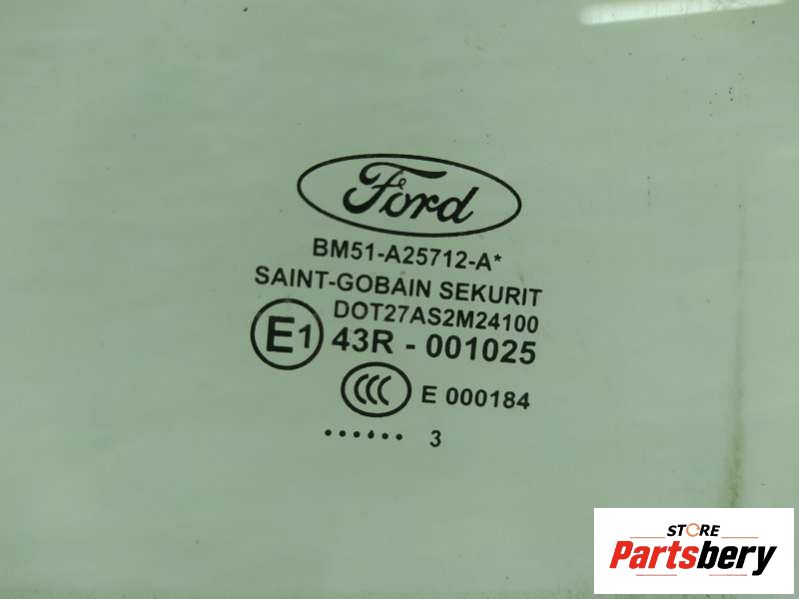 Ford
BM51-A25712-A*
SAINT-GOBAIN SEKURIT
DOT27AS2M24100
E1 43R - 001025
CCC E 000184
•••••• 3
STORE
Partsbery